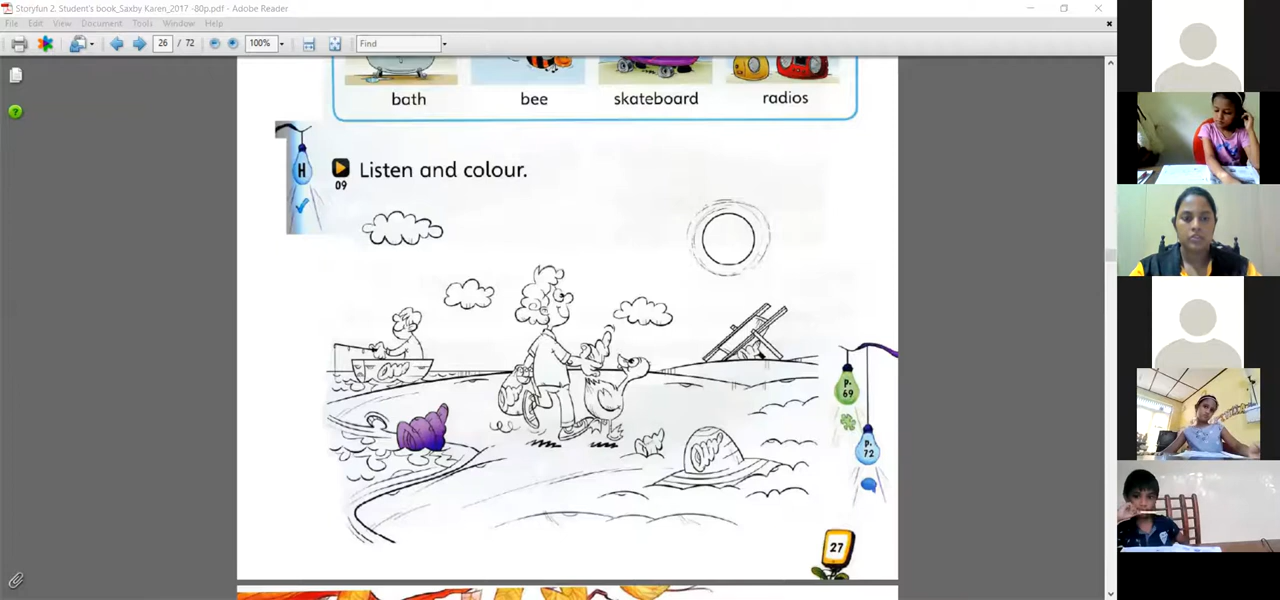 Storyfun 2. Student's book_Saxby Karen_2017 -80p.pdf - Adobe Reader
File Edit View Document Tools Window Help
26 / 72 100% Find
bath bee skateboard radios
H
09
Listen and colour.
p. 69
p. 72
27